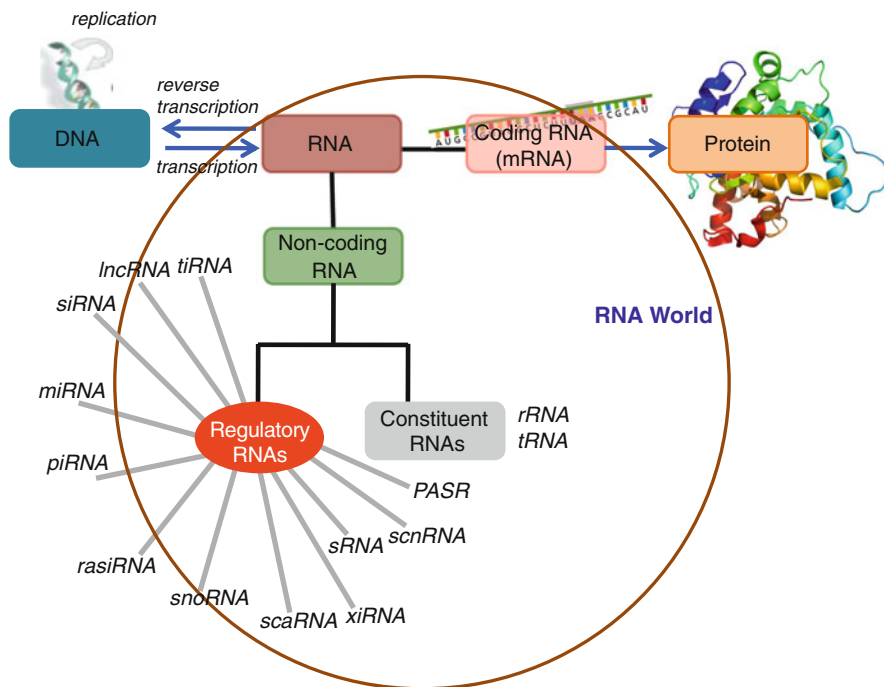 replication
reverse
transcription
DNA
transcription
RNA
Coding RNA
(mRNA)
Protein
Non-coding
RNA
RNA World
lncRNA
tiRNA
siRNA
miRNA
piRNA
rasiRNA
snoRNA
scaRNA
xiRNA
sRNA
scnRNA
PASR
Regulatory
RNAs
Constituent
RNAs
rRNA
tRNA